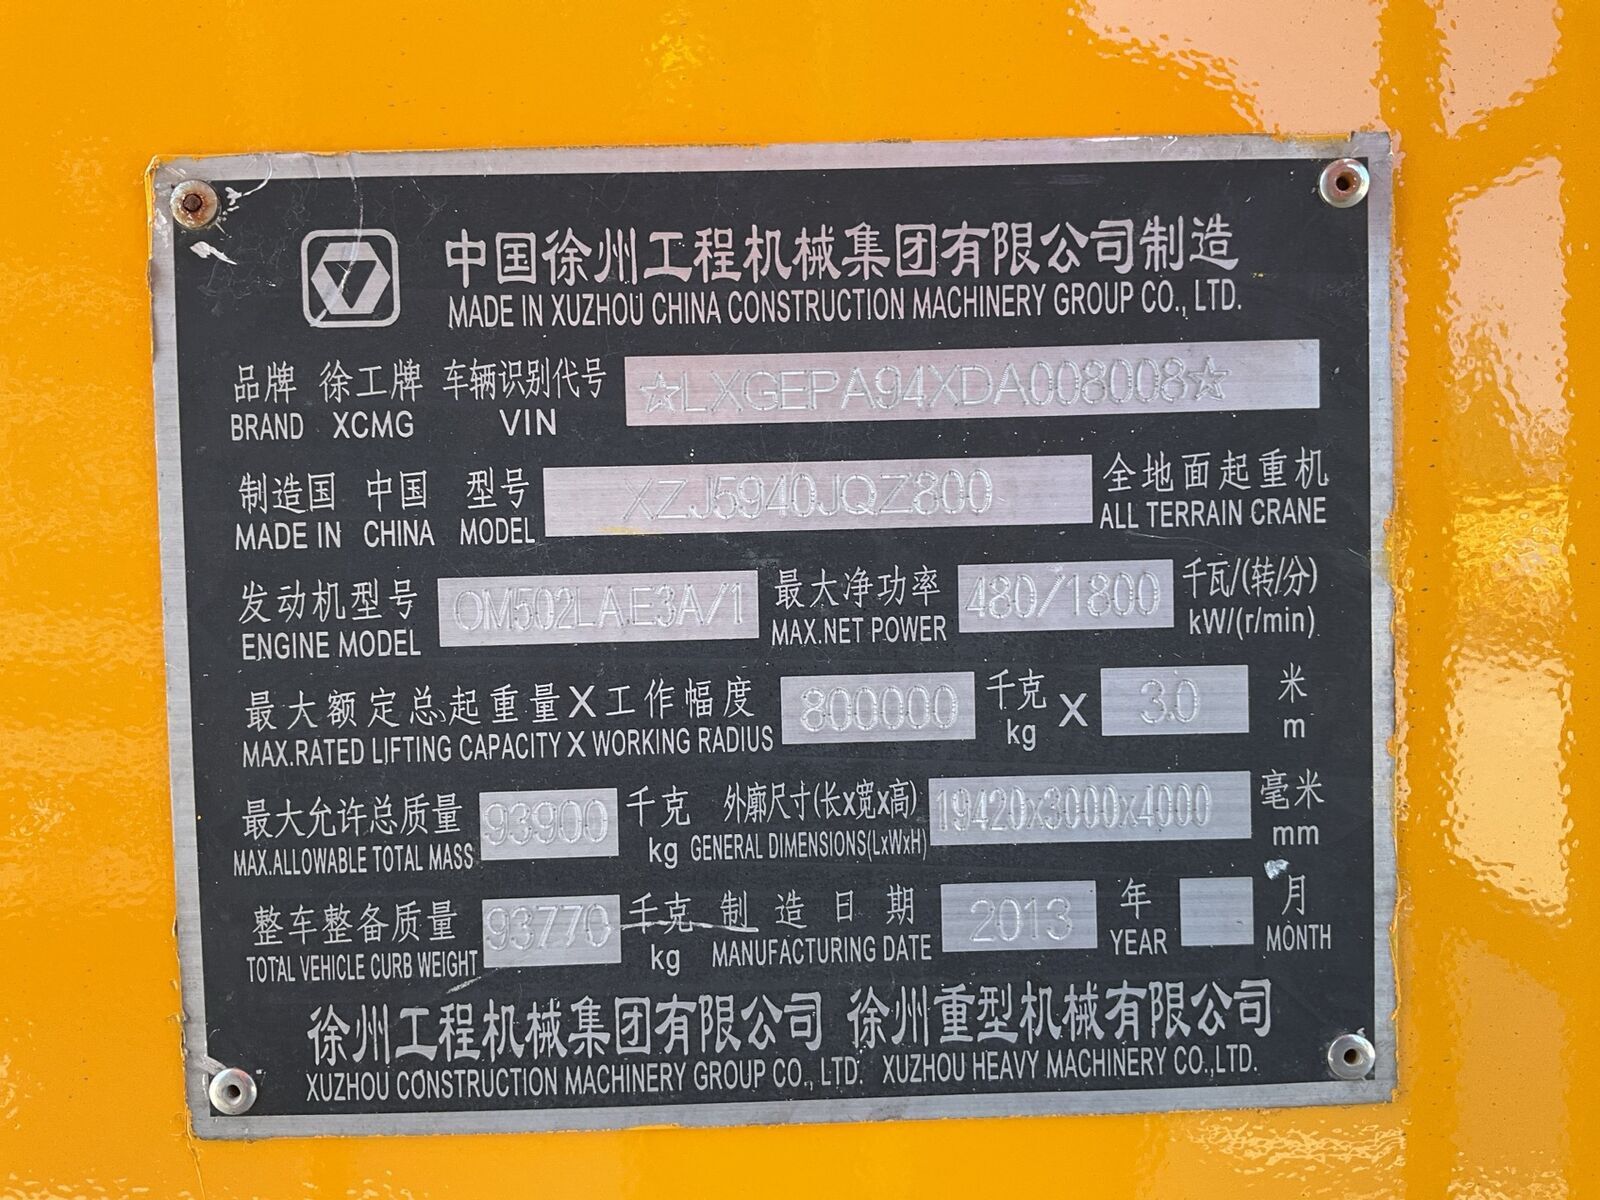 中国徐州工程机械集团有限公司制造
MADE IN XUZHOU CHINA CONSTRUCTION MACHINERY GROUP CO., LTD.
品牌 徐工牌 车辆识别代号 ☆LXGEPA94XDA008008☆
BRAND XCMG VIN
制造国 中国 型号 XZJ5940JQZ800 全地面起重机
MADE IN CHINA MODEL ALL TERRAIN CRANE
发动机型号 OM502LA.E3A/1 最大净功率 480/1800 千瓦/(转/分)
ENGINE MODEL MAX.NET POWER kW/(r/min)
最大额定总起重量X工作幅度 800000 千克 X 3.0 米
MAX.RATED LIFTING CAPACITY X WORKING RADIUS kg m
最大允许总质量 93900 千克 外廓尺寸(长x宽x高) 19420x3000x4000 毫米
MAX.ALLOWABLE TOTAL MASS kg GENERAL DIMENSIONS(LxWxH) mm
整车整备质量 93770 千克 制造日期 2013 年 月
TOTAL VEHICLE CURB WEIGHT kg MANUFACTURING DATE YEAR MONTH
徐州工程机械集团有限公司 徐州重型机械有限公司
XUZHOU CONSTRUCTION MACHINERY GROUP CO., LTD. XUZHOU HEAVY MACHINERY CO.,LTD.